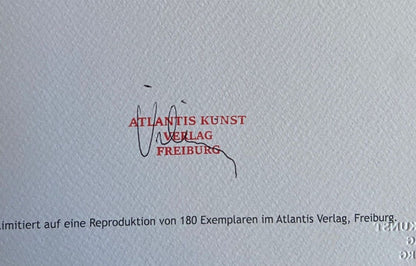 ATLANTIS KUNST
VERLAG
FREIBURG
imitiert auf eine Reproduktion von 180 Exemplaren im Atlantis Verlag, Freiburg.